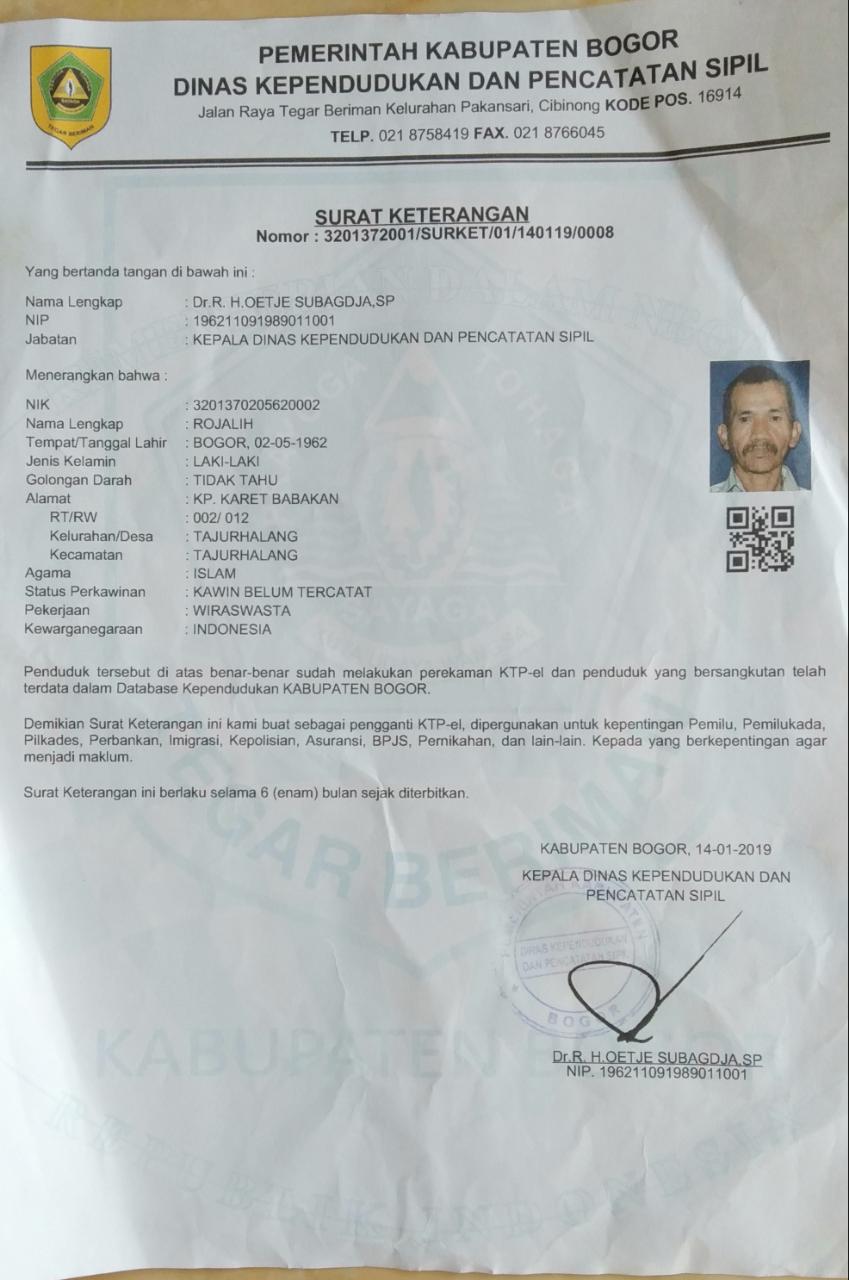 PEMERINTAH KABUPATEN BOGOR
DINAS KEPENDUDUKAN DAN PENCATATAN SIPIL
Jalan Raya Tegar Beriman Kelurahan Pakansari, Cibinong KODE POS. 16914
TELP. 021 8758419 FAX. 021 8766045
TEGAR BERIMAN
SURAT KETERANGAN
Nomor : 3201372001/SURKET/01/140119/0008
Yang bertanda tangan di bawah ini :
Nama Lengkap : Dr.R. H.OETJE SUBAGDJA,SP
NIP : 196211091989011001
Jabatan : KEPALA DINAS KEPENDUDUKAN DAN PENCATATAN SIPIL
Menerangkan bahwa :
NIK : 3201370205620002
Nama Lengkap : ROJALIH
Tempat/Tanggal Lahir : BOGOR, 02-05-1962
Jenis Kelamin : LAKI-LAKI
Golongan Darah : TIDAK TAHU
Alamat : KP. KARET BABAKAN
RT/RW : 002/ 012
Kelurahan/Desa : TAJURHALANG
Kecamatan : TAJURHALANG
Agama : ISLAM
Status Perkawinan : KAWIN BELUM TERCATAT
Pekerjaan : WIRASWASTA
Kewarganegaraan : INDONESIA
Penduduk tersebut di atas benar-benar sudah melakukan perekaman KTP-el dan penduduk yang bersangkutan telah
terdata dalam Database Kependudukan KABUPATEN BOGOR.
Demikian Surat Keterangan ini kami buat sebagai pengganti KTP-el, dipergunakan untuk kepentingan Pemilu, Pemilukada,
Pilkades, Perbankan, Imigrasi, Kepolisian, Asuransi, BPJS, Pernikahan, dan lain-lain. Kepada yang berkepentingan agar
menjadi maklum.
Surat Keterangan ini berlaku selama 6 (enam) bulan sejak diterbitkan.
TEGAR BERIMAN
KABUPATEN BOGOR, 14-01-2019
KEPALA DINAS KEPENDUDUKAN DAN
PENCATATAN SIPIL
PEMERINTAH KABUPATEN
DINAS KEPENDUDUKAN
DAN PENCATATAN SIPIL
BOGOR
Dr.R. H.OETJE SUBAGDJA,SP
NIP. 196211091989011001
KABUPATEN
REPUBLIK INDONESIA